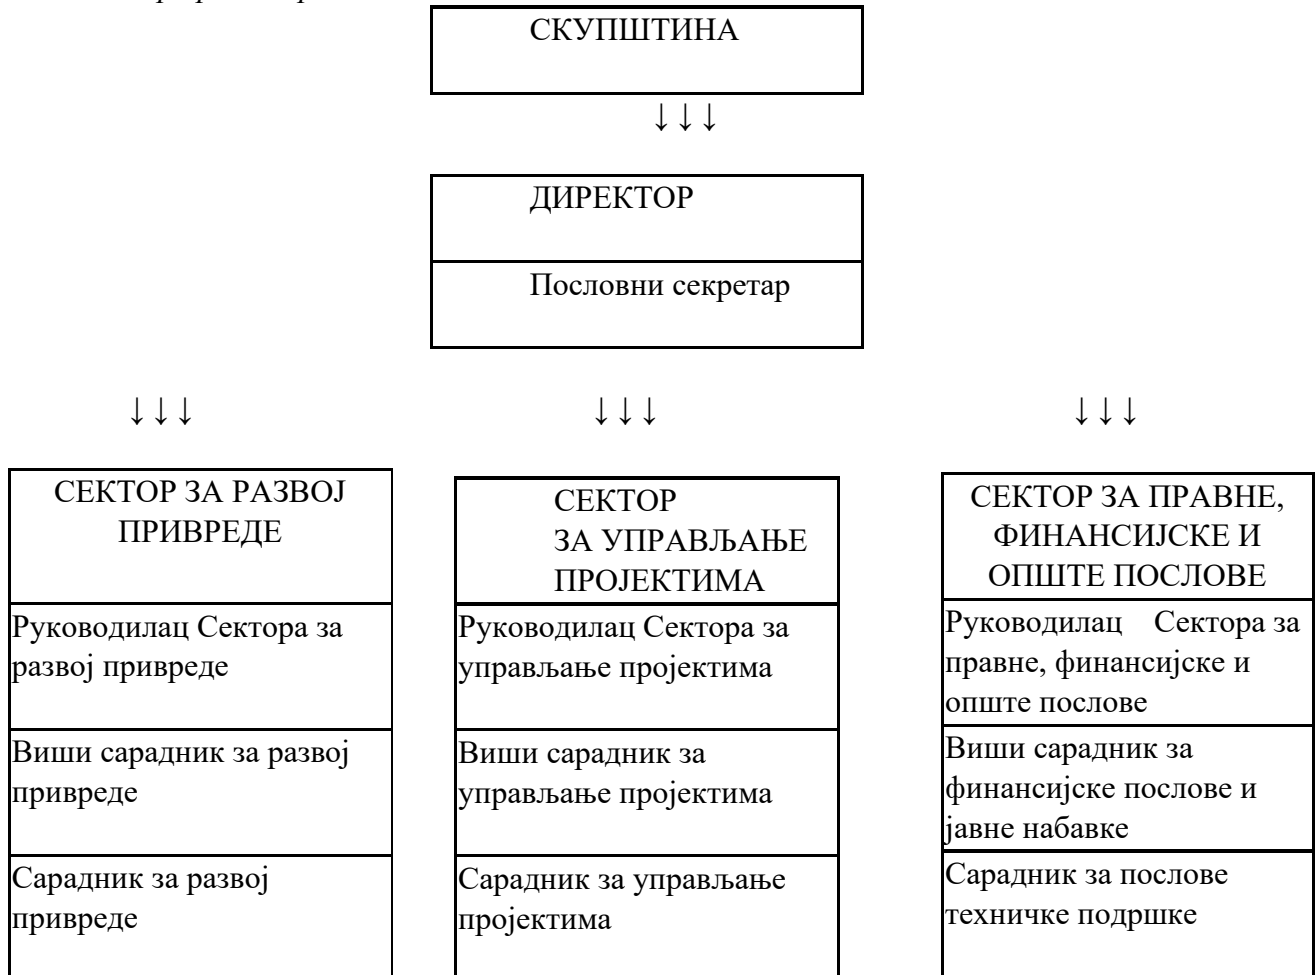 СКУПШТИНА
↓↓↓
ДИРЕКТОР
Пословни секретар
↓↓↓ ↓↓↓ ↓↓↓
СЕКТОР ЗА РАЗВОЈ
ПРИВРЕДЕ
Руководилац Сектора за
развој привреде
Виши сарадник за развој
привреде
Сарадник за развој
привреде
СЕКТОР
ЗА УПРАВЉАЊЕ
ПРОЈЕКТИМА
Руководилац Сектора за
управљање пројектима
Виши сарадник за
управљање пројектима
Сарадник за управљање
пројектима
СЕКТОР ЗА ПРАВНЕ,
ФИНАНСИЈСКЕ И
ОПШТЕ ПОСЛОВЕ
Руководилац Сектора за
правне, финансијске и
опште послове
Виши сарадник за
финансијске послове и
јавне набавке
Сарадник за послове
техничке подршке